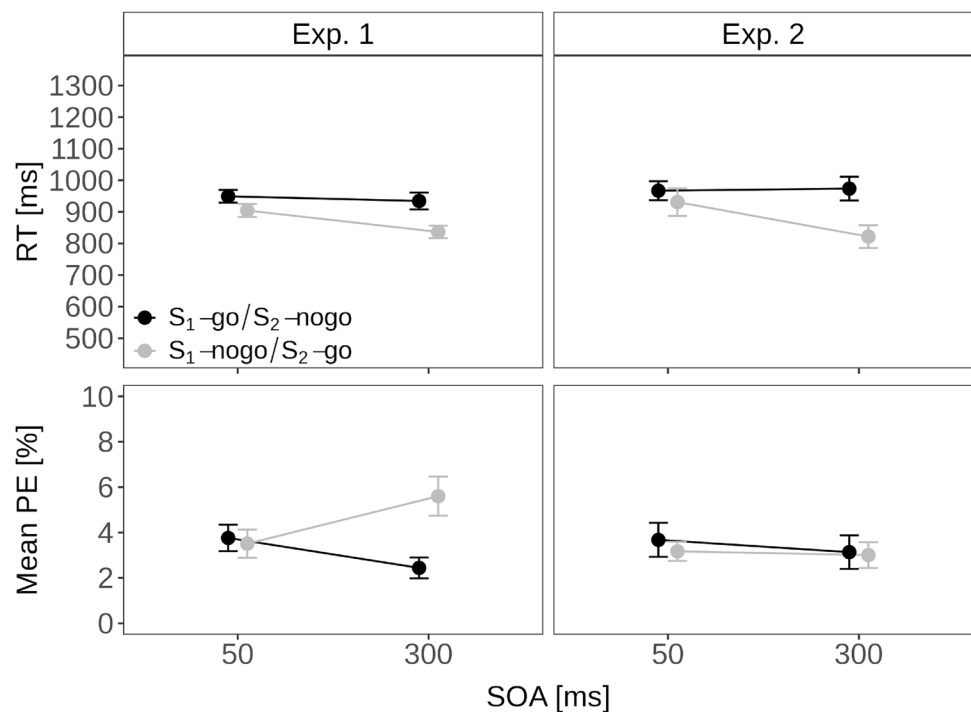 Exp. 1
Exp. 2
RT [ms]
1300
1200
1100
1000
900
800
700
600
500
S₁−go/S₂−nogo
S₁−nogo/S₂−go
Mean PE [%]
10
8
6
4
2
0
50
300
50
300
SOA [ms]